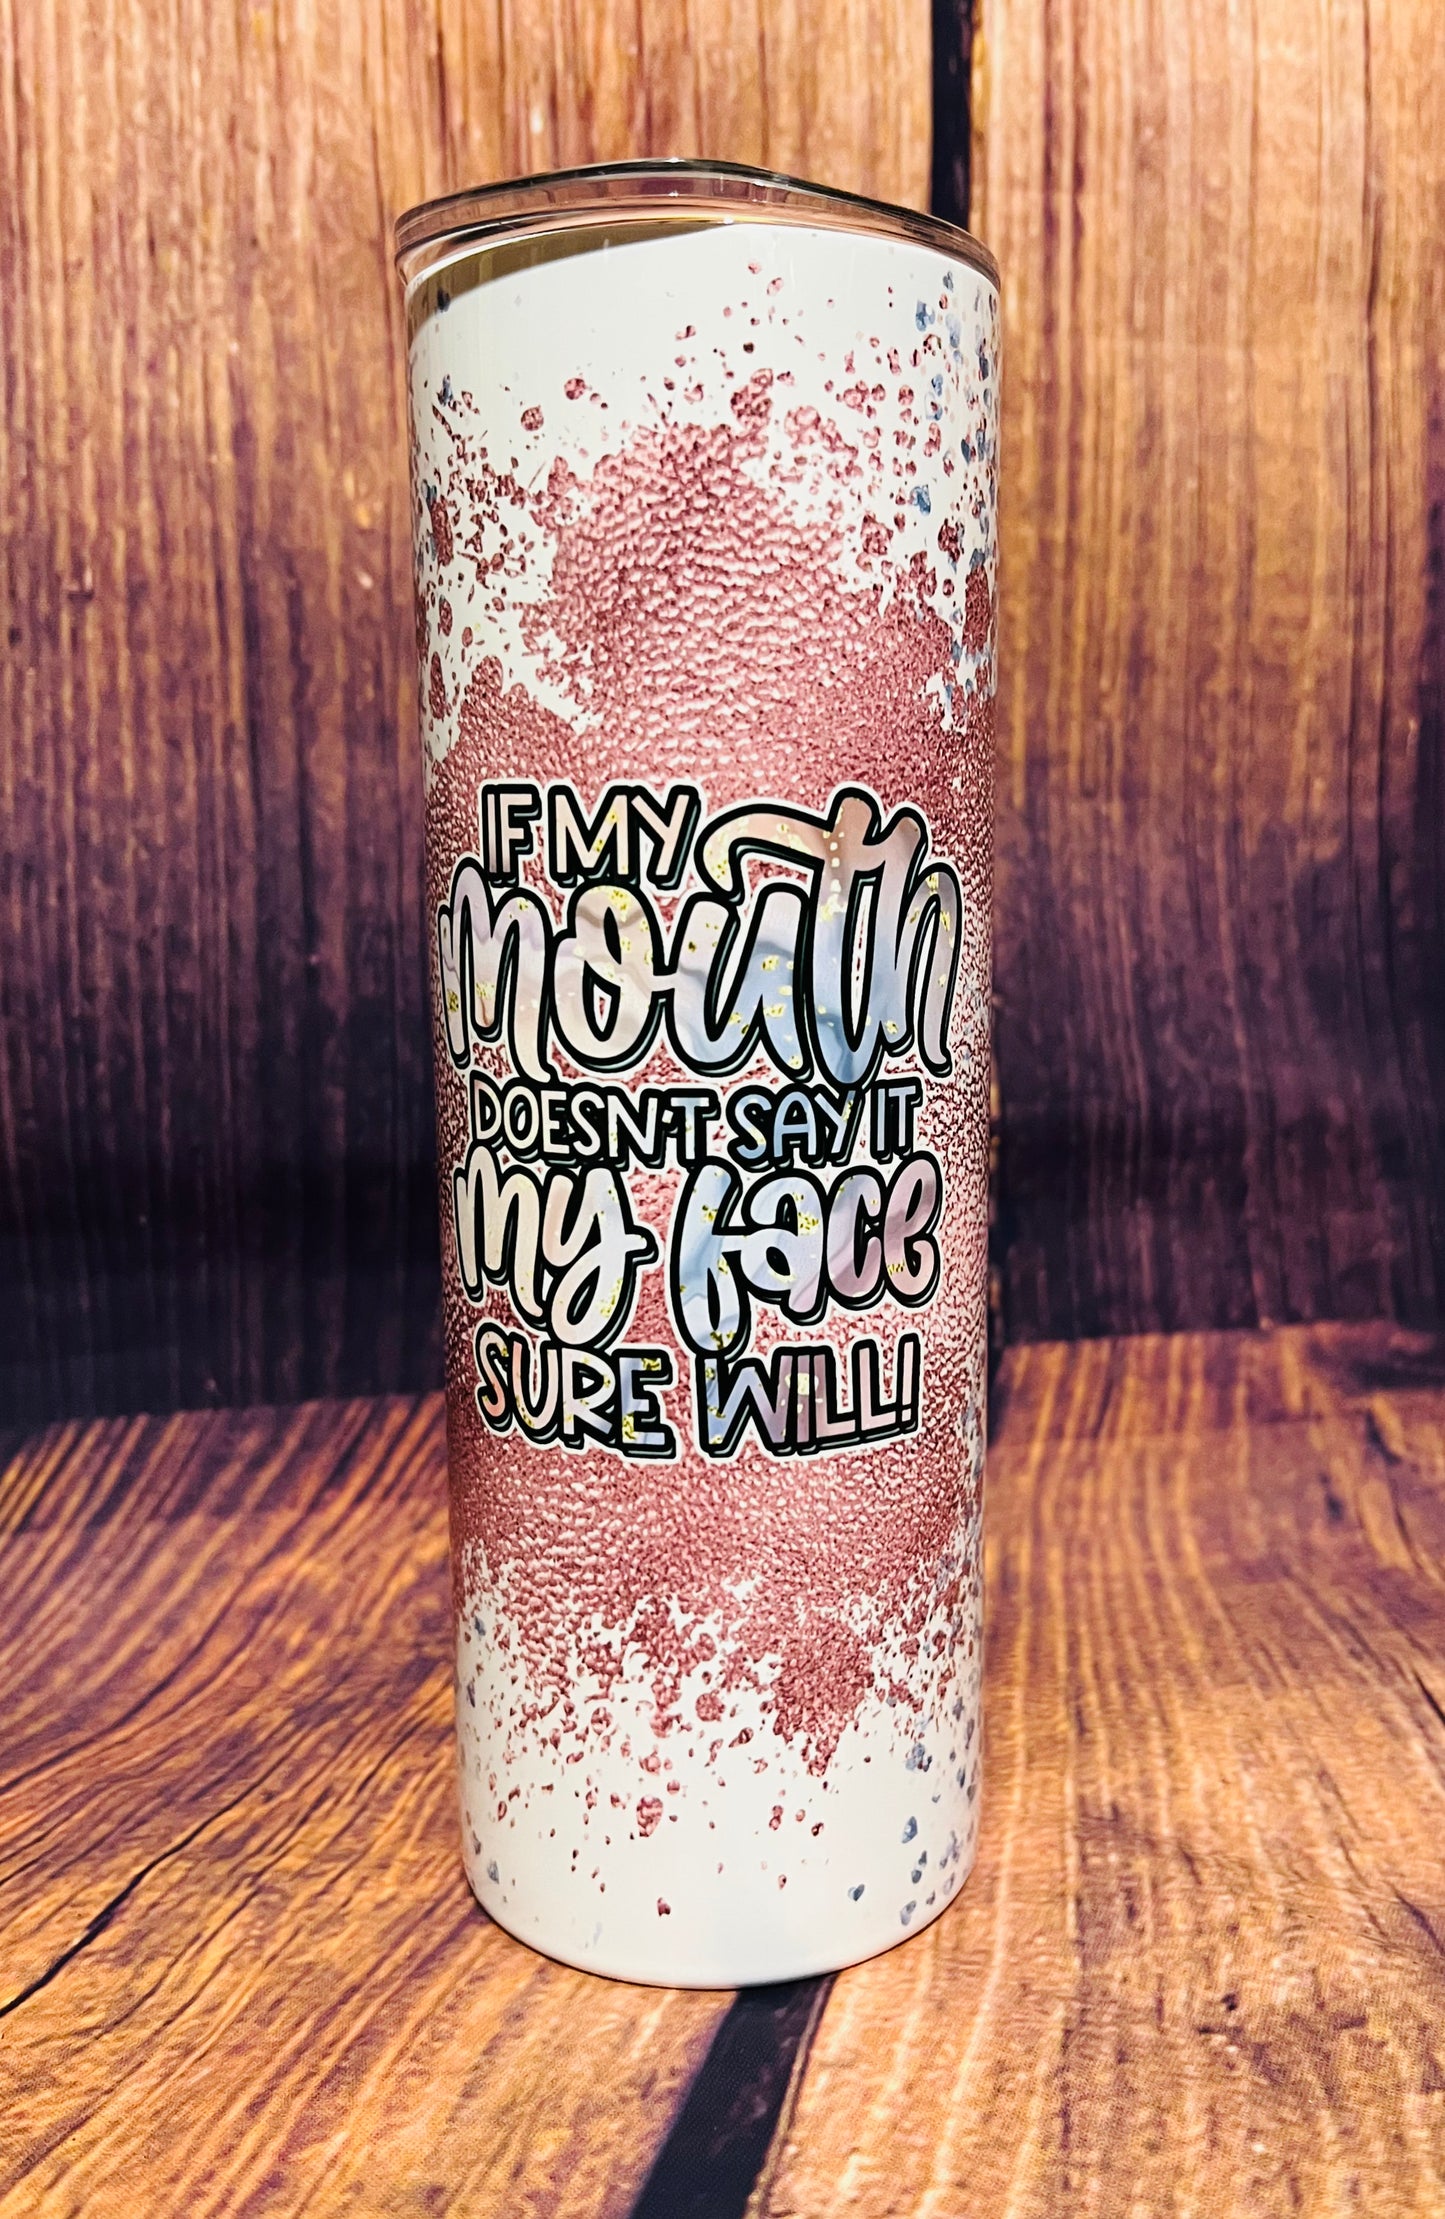 IF MY
mouth
DOESN'T SAY IT
my face
SURE WILL!